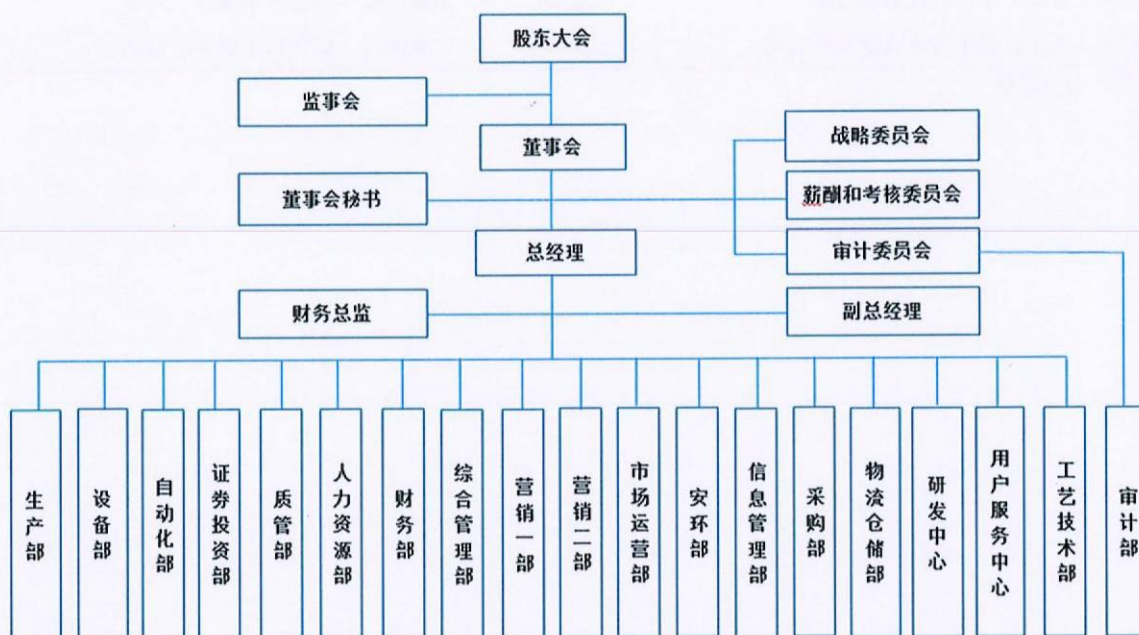 股东大会
监事会
董事会
战略委员会
董事会秘书
薪酬和考核委员会
总经理
审计委员会
财务总监
副总经理
生产部
设备部
自动化部
证券投资部
质管部
人力资源部
财务部
综合管理部
营销一部
营销二部
市场运营部
安环部
信息管理部
采购部
物流仓储部
研发中心
用户服务中心
工艺技术部
审计部